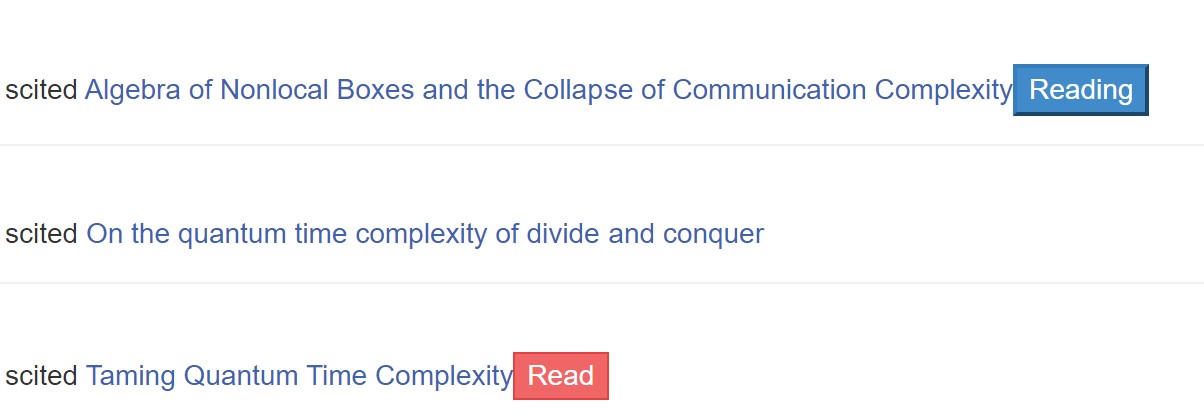 scited Algebra of Nonlocal Boxes and the Collapse of Communication Complexity Reading
scited On the quantum time complexity of divide and conquer
scited Taming Quantum Time Complexity Read